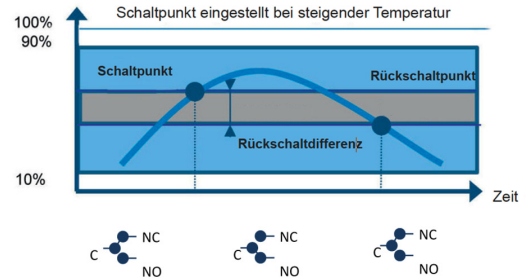 Schaltpunkt eingestellt bei steigender Temperatur
100%
90%
Schaltpunkt
Rückschaltpunkt
Rückschaltdifferenz
10%
Zeit
C NC NO
C NC NO
C NC NO